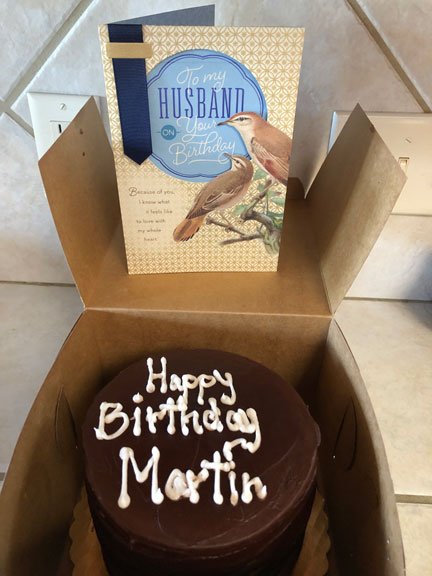 To my
HUSBAND
ON
Your
Birthday
Because of you,
I know what
it feels like
to love with
my whole
heart.
Happy
Birthday
Martin